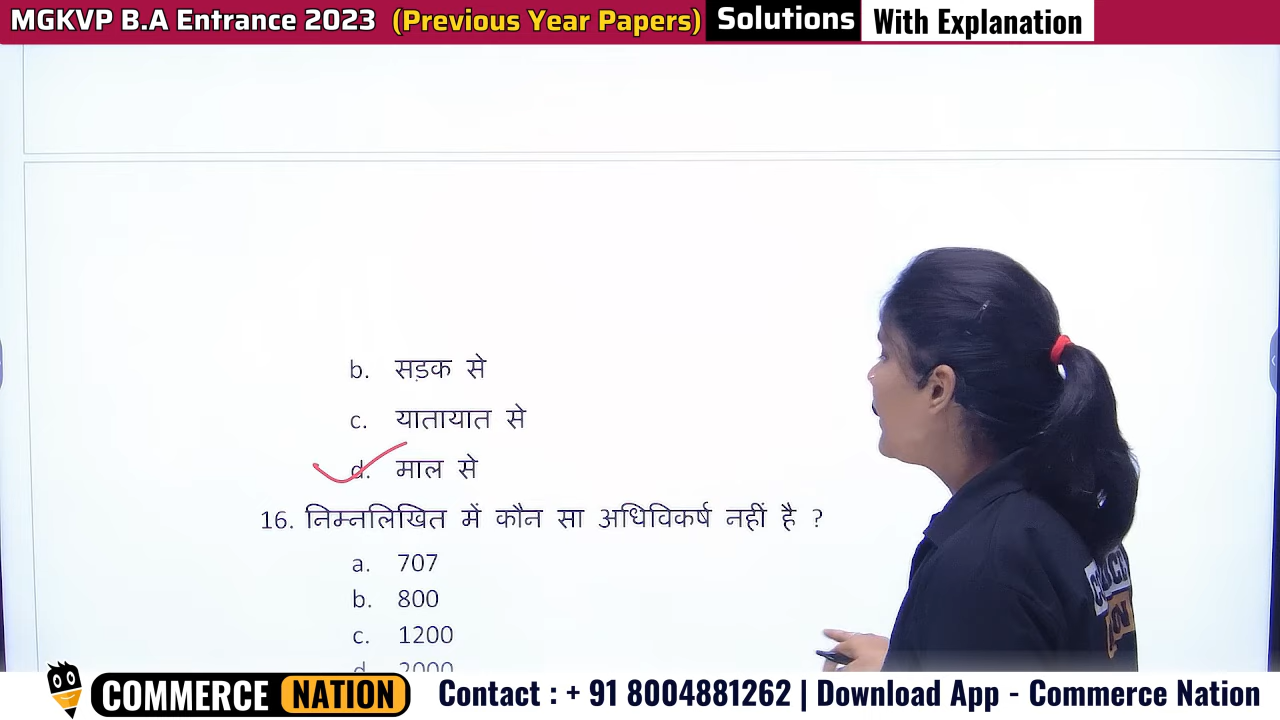 MGKVP B.A Entrance 2023 (Previous Year Papers) Solutions With Explanation
b. सड़क से
c. यातायात से
d. माल से
16. निम्नलिखित में कौन सा अधिविकर्ष नहीं है ?
a. 707
b. 800
c. 1200
d. 2000
COMMERCE NATION Contact : + 91 8004881262 | Download App - Commerce Nation